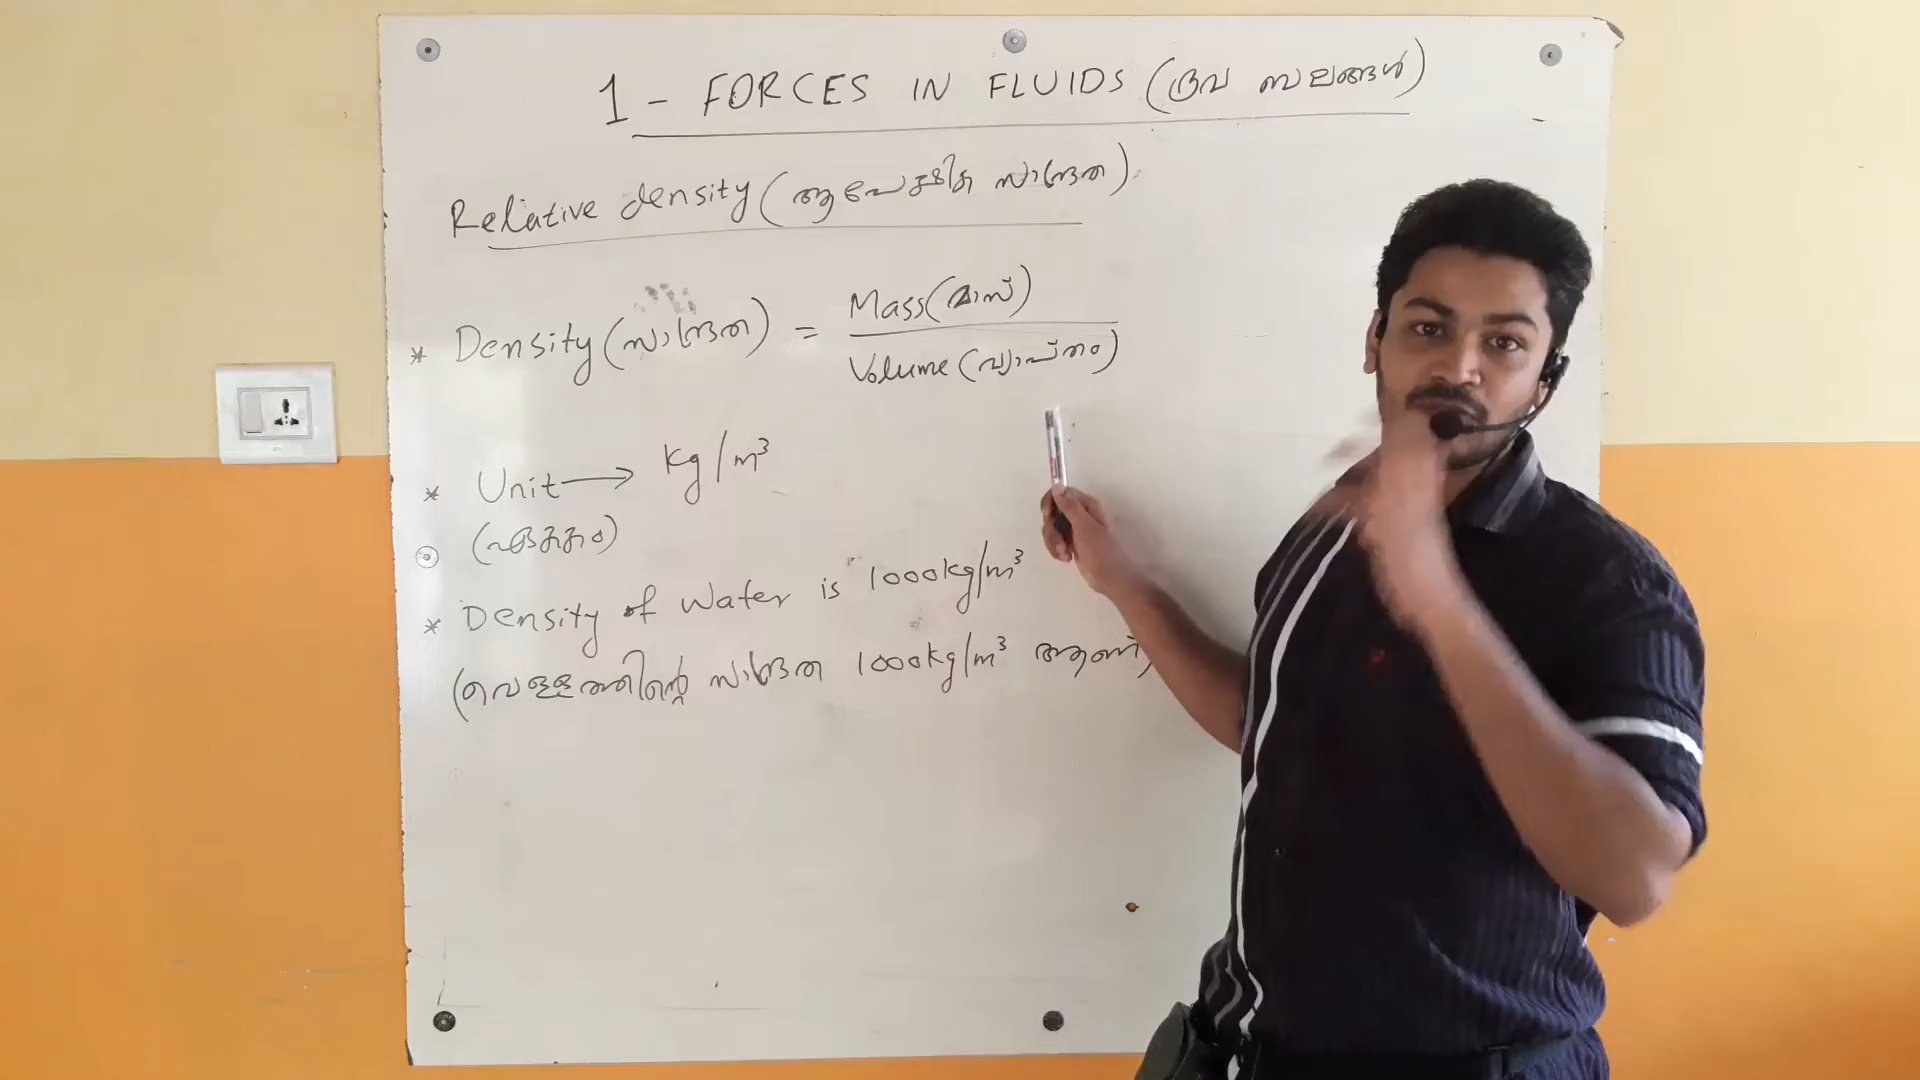 1 - FORCES IN FLUIDS (ദ്രവ ബലങ്ങൾ)
Relative density (ആപേക്ഷിക സാന്ദ്രത).
* Density (സാന്ദ്രത) = Mass (മാസ്) / Volume (വ്യാപ്തം)
* Unit → kg/m³
(ഏകകം)
* Density of water is 1000kg/m³
(വെള്ളത്തിന്റെ സാന്ദ്രത 1000kg/m³ ആണ്)